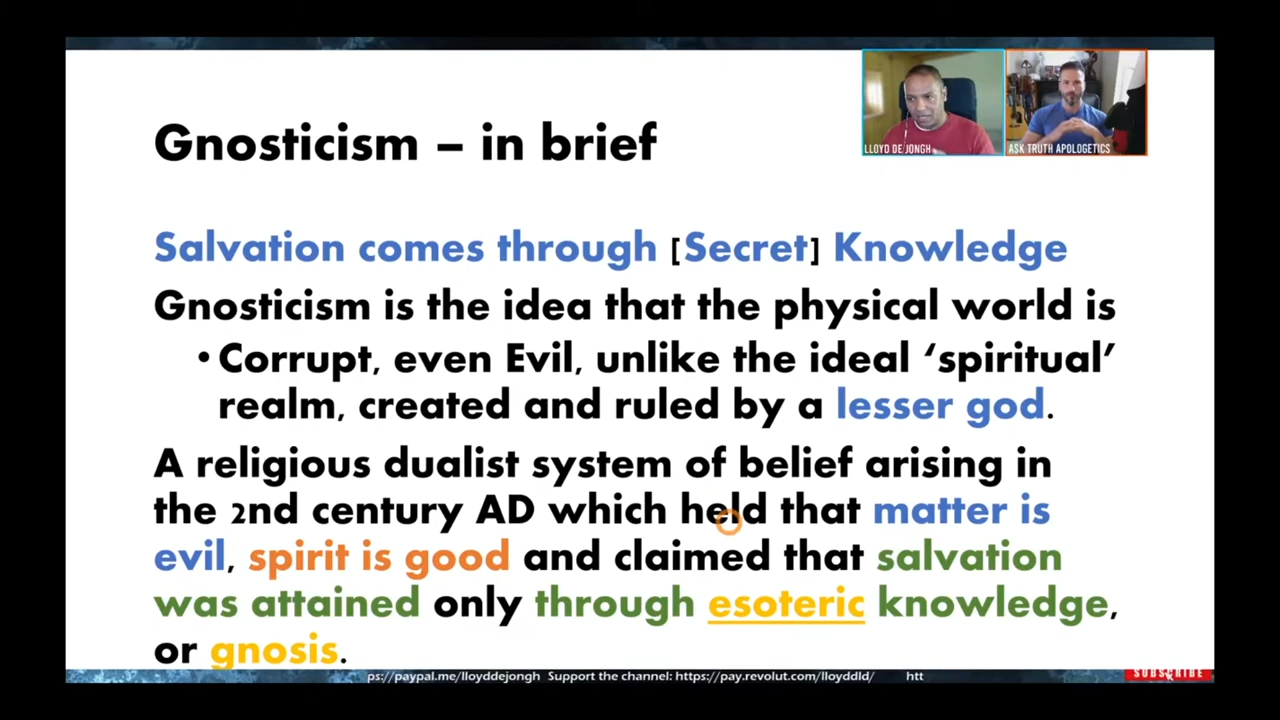 Gnosticism – in brief
LLOYD DE JONGH
ASK TRUTH APOLOGETICS
Salvation comes through [Secret] Knowledge
Gnosticism is the idea that the physical world is
• Corrupt, even Evil, unlike the ideal ‘spiritual’
realm, created and ruled by a lesser god.
A religious dualist system of belief arising in
the 2nd century AD which held that matter is
evil, spirit is good and claimed that salvation
was attained only through esoteric knowledge,
or gnosis.
ps://paypal.me/lloyddejongh Support the channel: https://pay.revolut.com/lloyddld/ htt
SUBSCRIBE